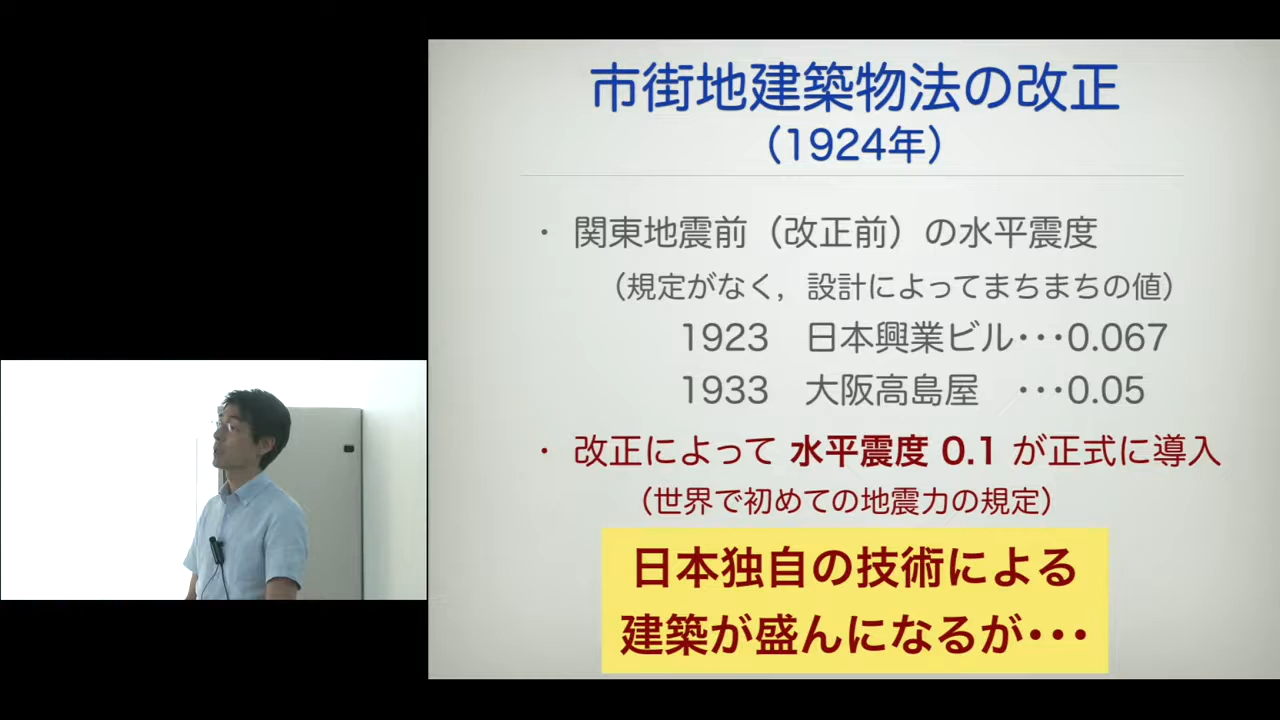 市街地建築物法の改正
（1924年）
・ 関東地震前（改正前）の水平震度
（規定がなく，設計によってまちまちの値）
1923　日本興業ビル･･･0.067
1933　大阪高島屋　･･･0.05
・ 改正によって 水平震度 0.1 が正式に導入
（世界で初めての地震力の規定）
日本独自の技術による
建築が盛んになるが･･･